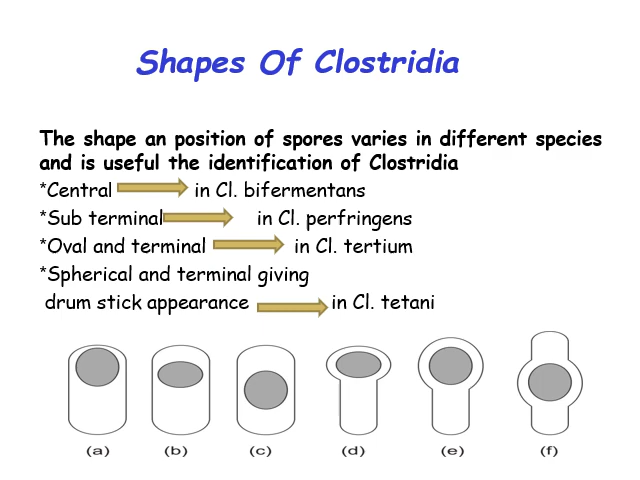 Shapes Of Clostridia
The shape an position of spores varies in different species
and is useful the identification of Clostridia
*Central in Cl. bifermentans
*Sub terminal in Cl. perfringens
*Oval and terminal in Cl. tertium
*Spherical and terminal giving
drum stick appearance in Cl. tetani
(a) (b) (c) (d) (e) (f)